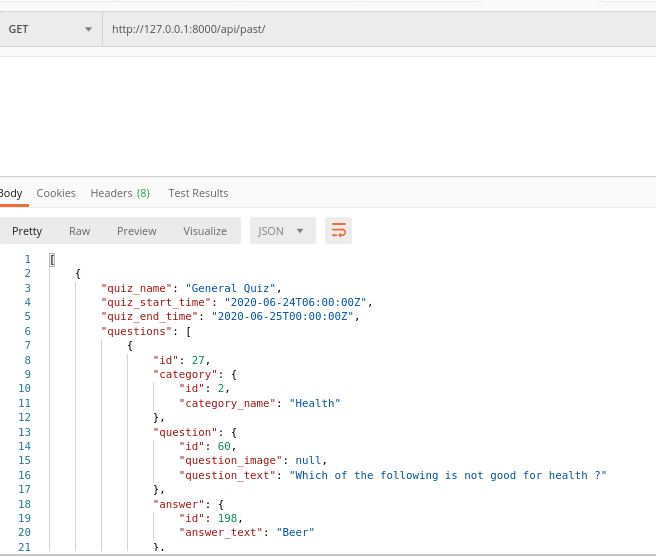 GET http://127.0.0.1:8000/api/past/
Body Cookies Headers (8) Test Results
Pretty Raw Preview Visualize JSON
1 [
2 {
3 "quiz_name": "General Quiz",
4 "quiz_start_time": "2020-06-24T06:00:00Z",
5 "quiz_end_time": "2020-06-25T00:00:00Z",
6 "questions": [
7 {
8 "id": 27,
9 "category": {
10 "id": 2,
11 "category_name": "Health"
12 },
13 "question": {
14 "id": 60,
15 "question_image": null,
16 "question_text": "Which of the following is not good for health ?"
17 },
18 "answer": {
19 "id": 198,
20 "answer_text": "Beer"
21 },